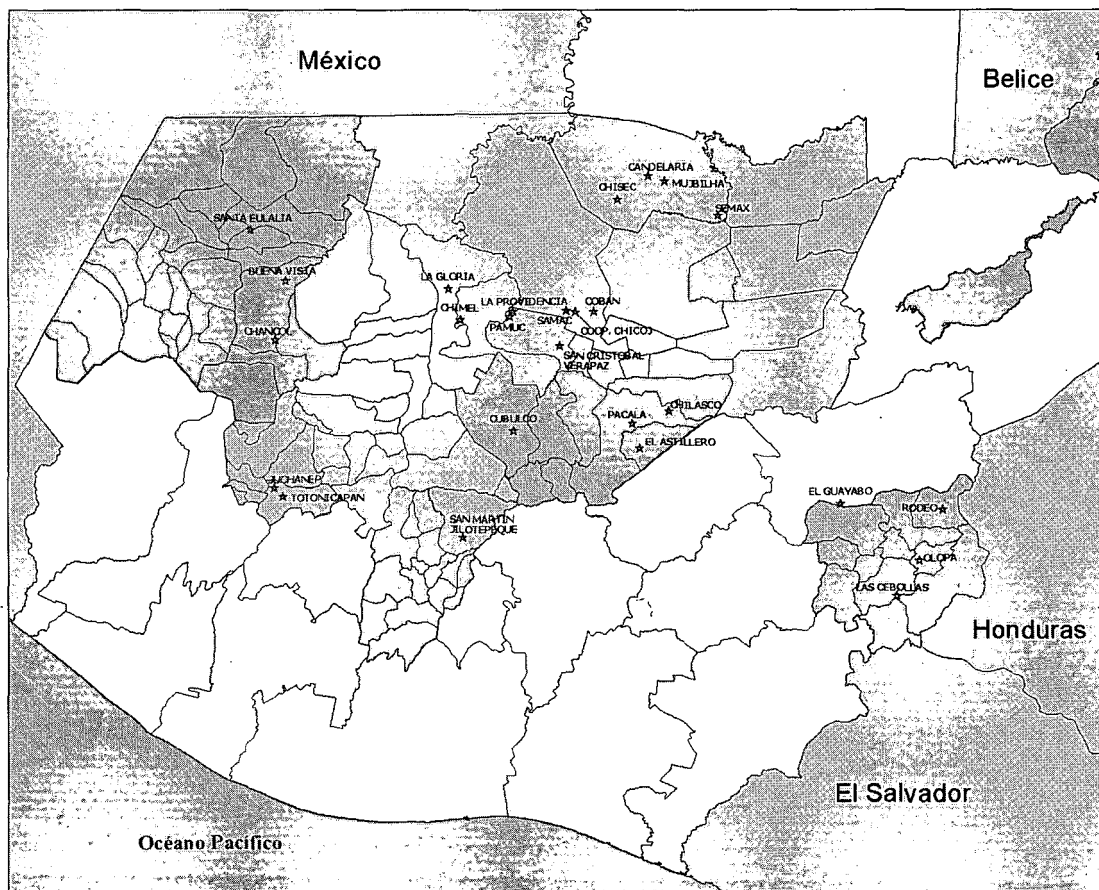 México
Belice
CANDELARIA
CHISEC
MUJBILHA
SEMAX
SANTA EULALIA
BUENA VISTA
LA GLORIA
CHIMEL
LA PROVIDENCIA
COBÁN
PAMUC
SAMAC
COOP. CHICOJ
CHANCOL
SAN CRISTOBAL
VERAPAZ
CUBULCO
PACALA
CHILASCO
EL ASTILLERO
JUCHANEP
TOTONICAPAN
SAN MARTIN
JILOTEPEQUE
EL GUAYABO
RODEO
OLOPA
LAS CEBOLLAS
Honduras
El Salvador
Océano Pacífico